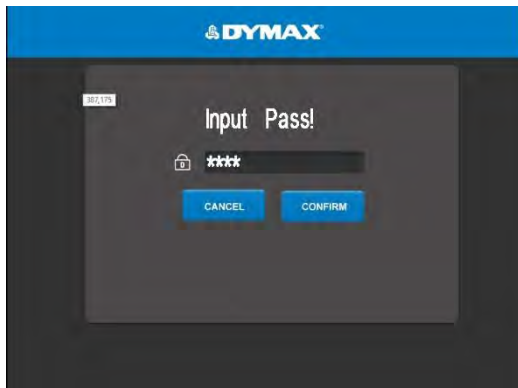 DYMAX
387,175
Input Pass!
****
CANCEL CONFIRM